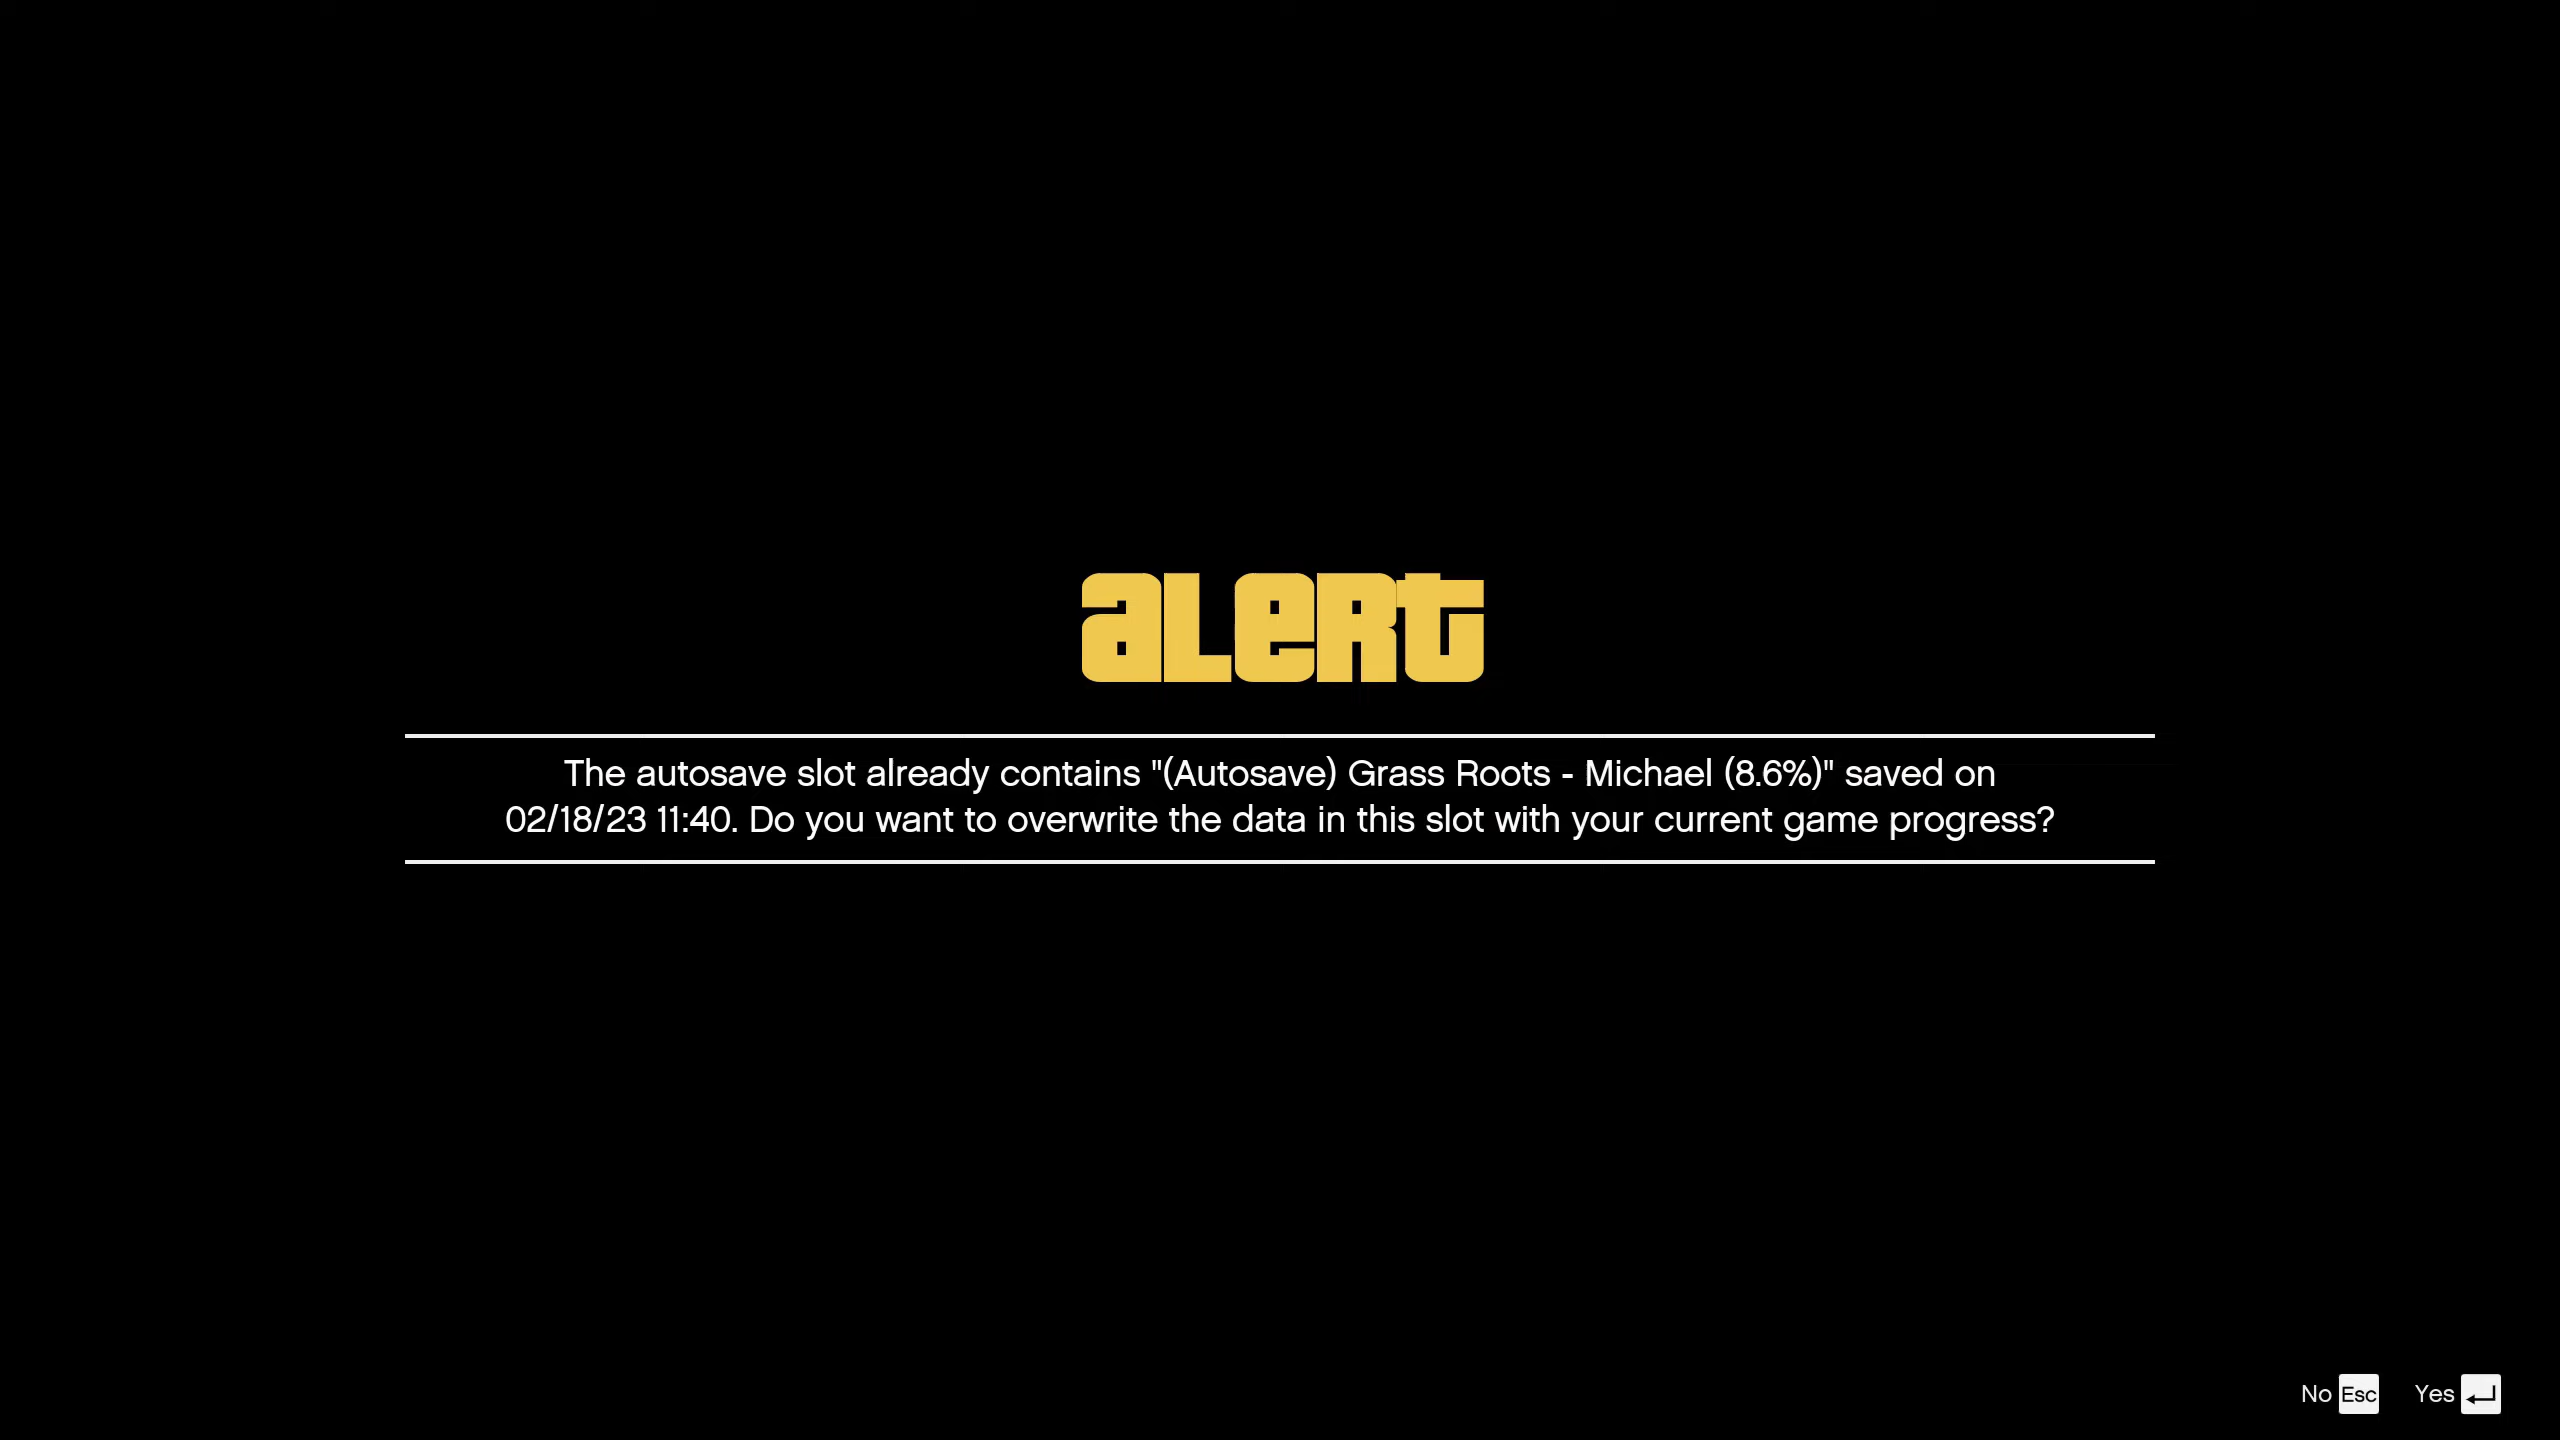 aLeRt
The autosave slot already contains "(Autosave) Grass Roots - Michael (8.6%)" saved on
02/18/23 11:40. Do you want to overwrite the data in this slot with your current game progress?
No Esc Yes